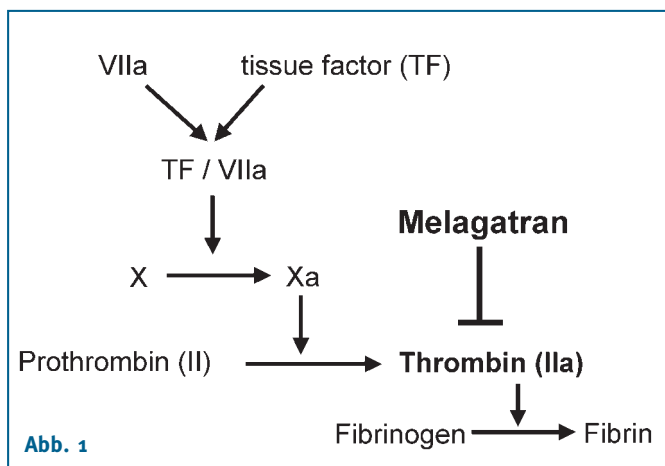 VIIa tissue factor (TF)
TF / VIIa
Melagatran
X Xa
Prothrombin (II) Thrombin (IIa)
Fibrinogen Fibrin
Abb. 1